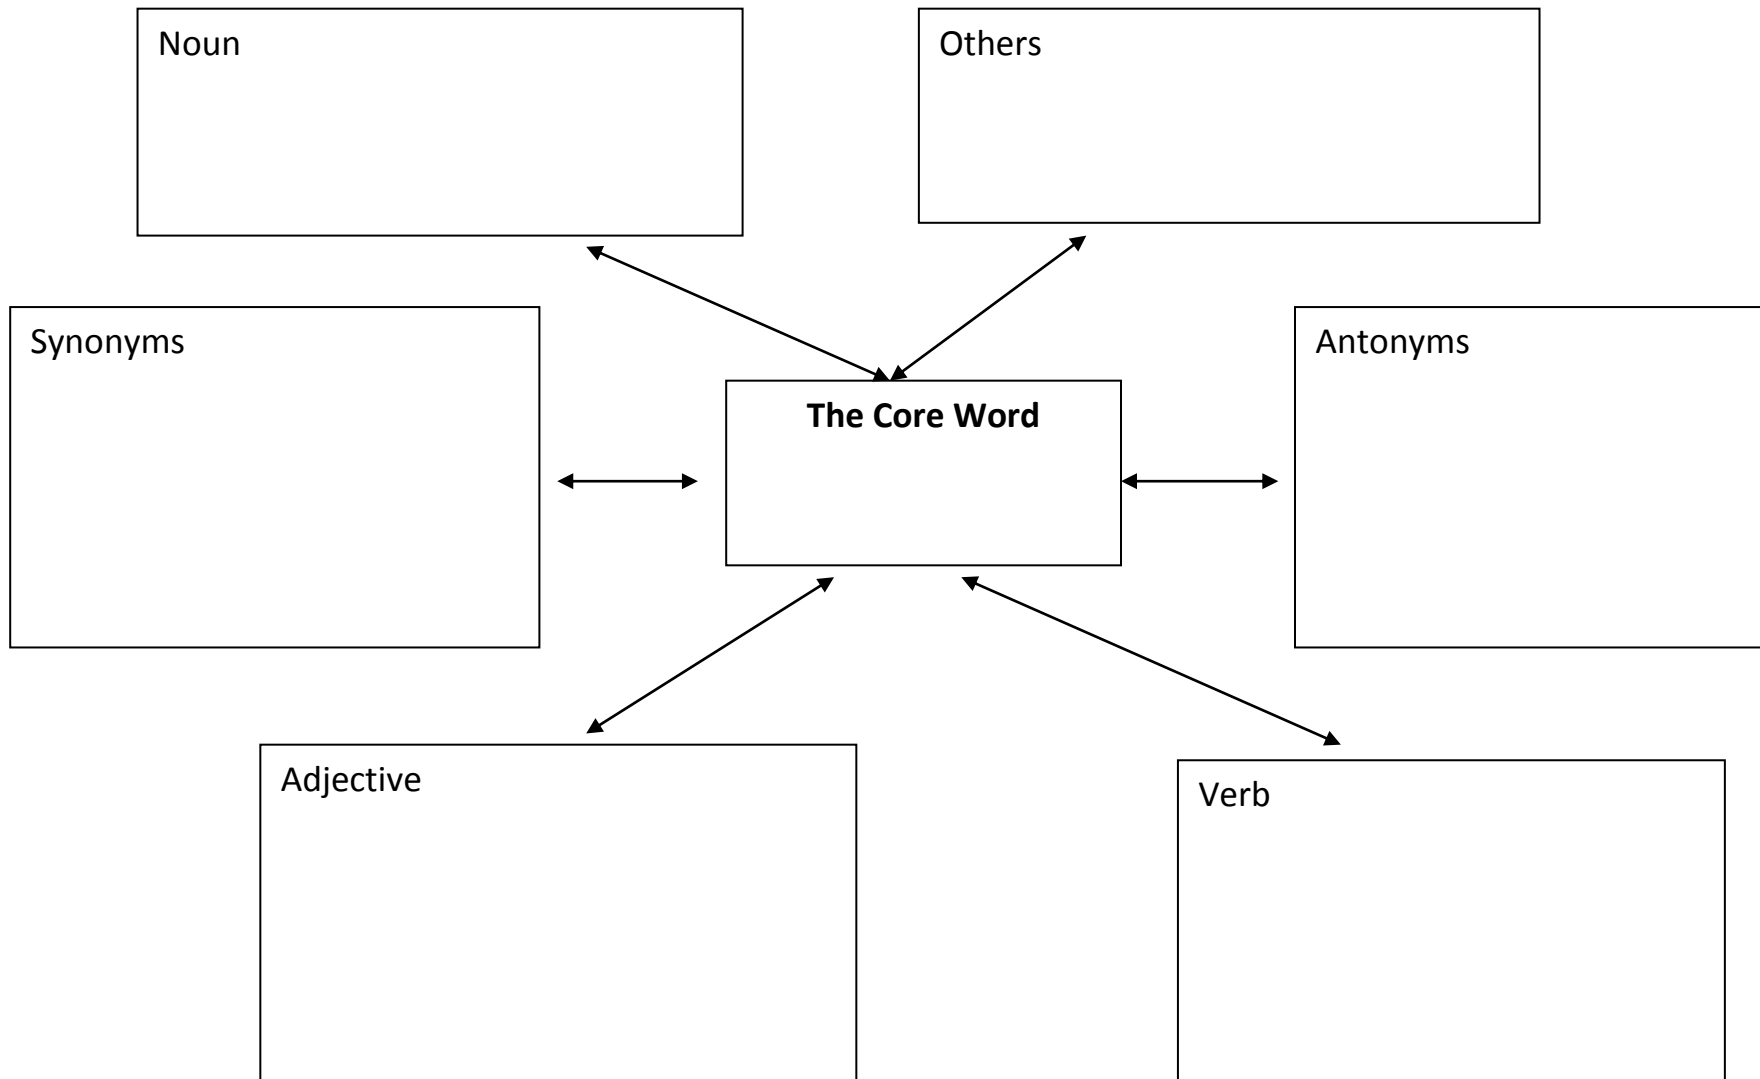 Noun
Others
Synonyms
Antonyms
The Core Word
Adjective
Verb